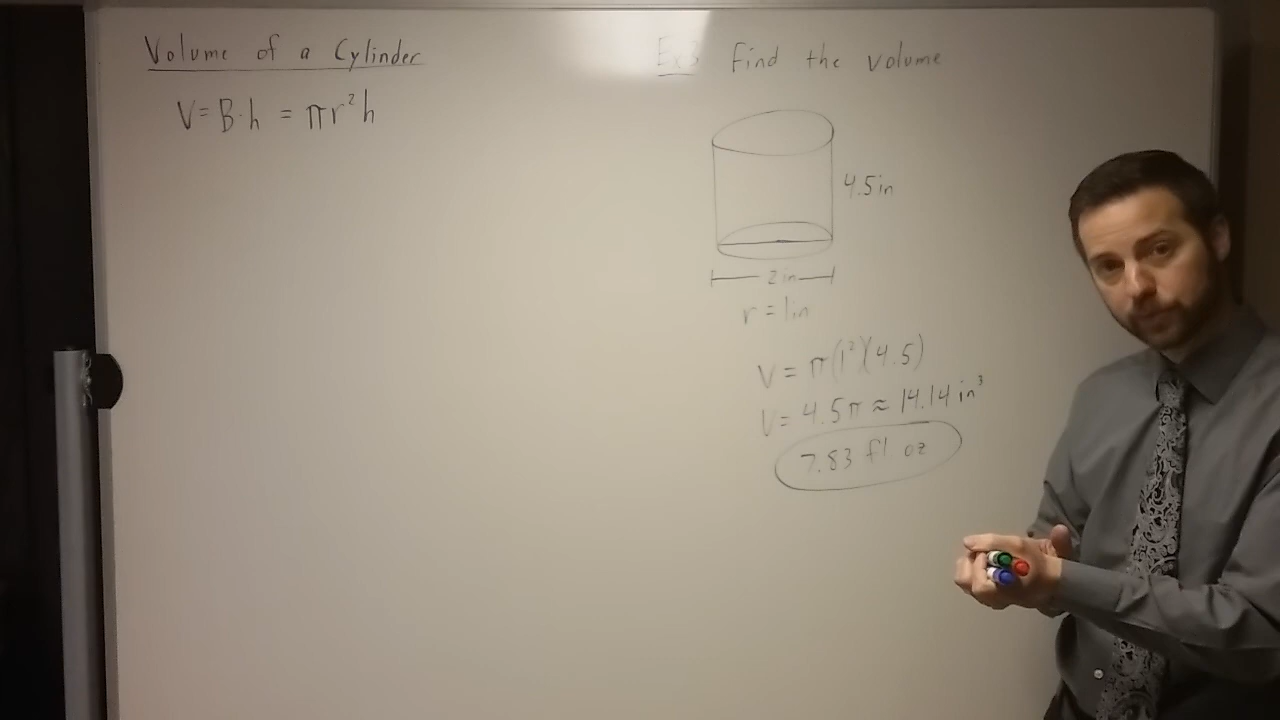 Volume of a Cylinder
V = B·h = πr²h
Ex3 Find the volume
4.5in
2in
r = 1in
V = π(1²)(4.5)
V = 4.5π ≈ 14.14 in³
7.83 fl oz